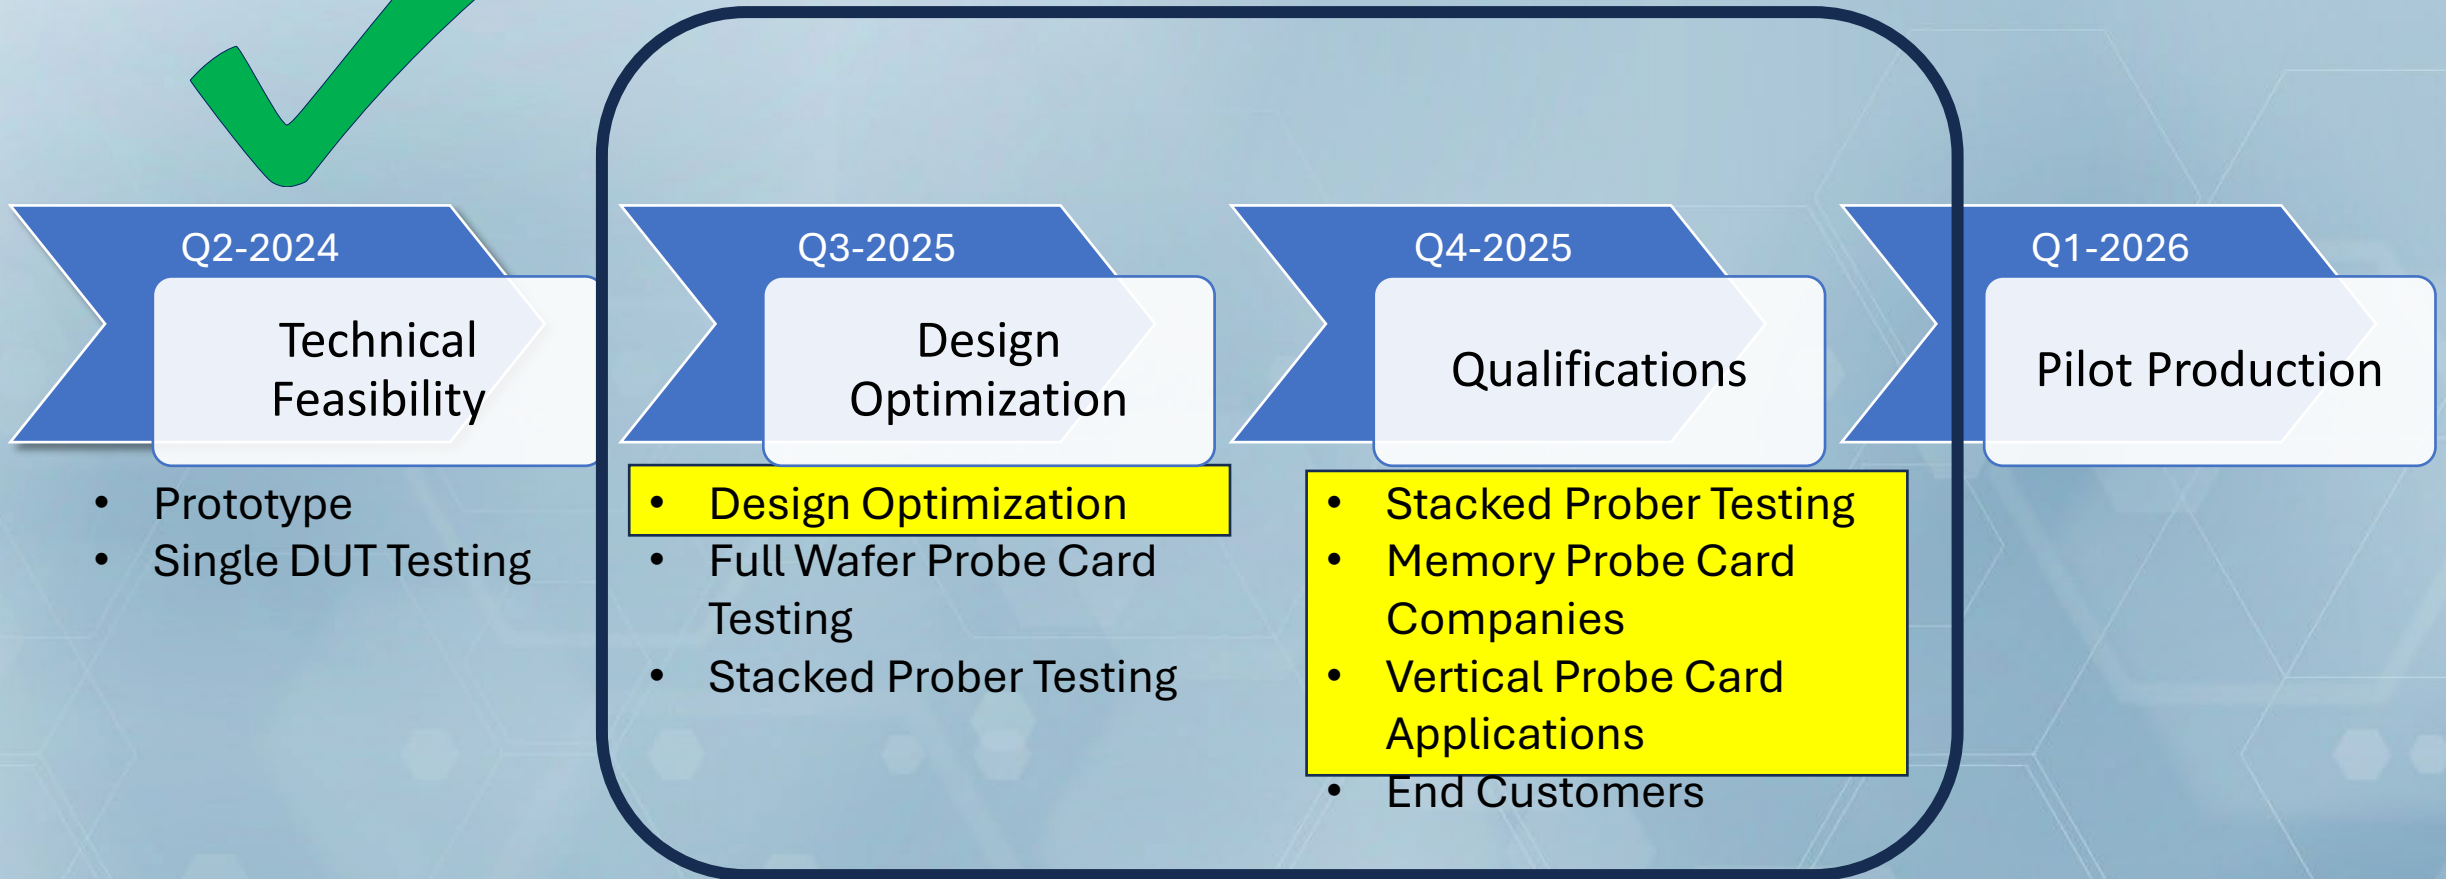 Q2-2024
Technical
Feasibility
• Prototype
• Single DUT Testing
Q3-2025
Design
Optimization
• Design Optimization
• Full Wafer Probe Card
Testing
• Stacked Prober Testing
Q4-2025
Qualifications
• Stacked Prober Testing
• Memory Probe Card
Companies
• Vertical Probe Card
Applications
• End Customers
Q1-2026
Pilot Production